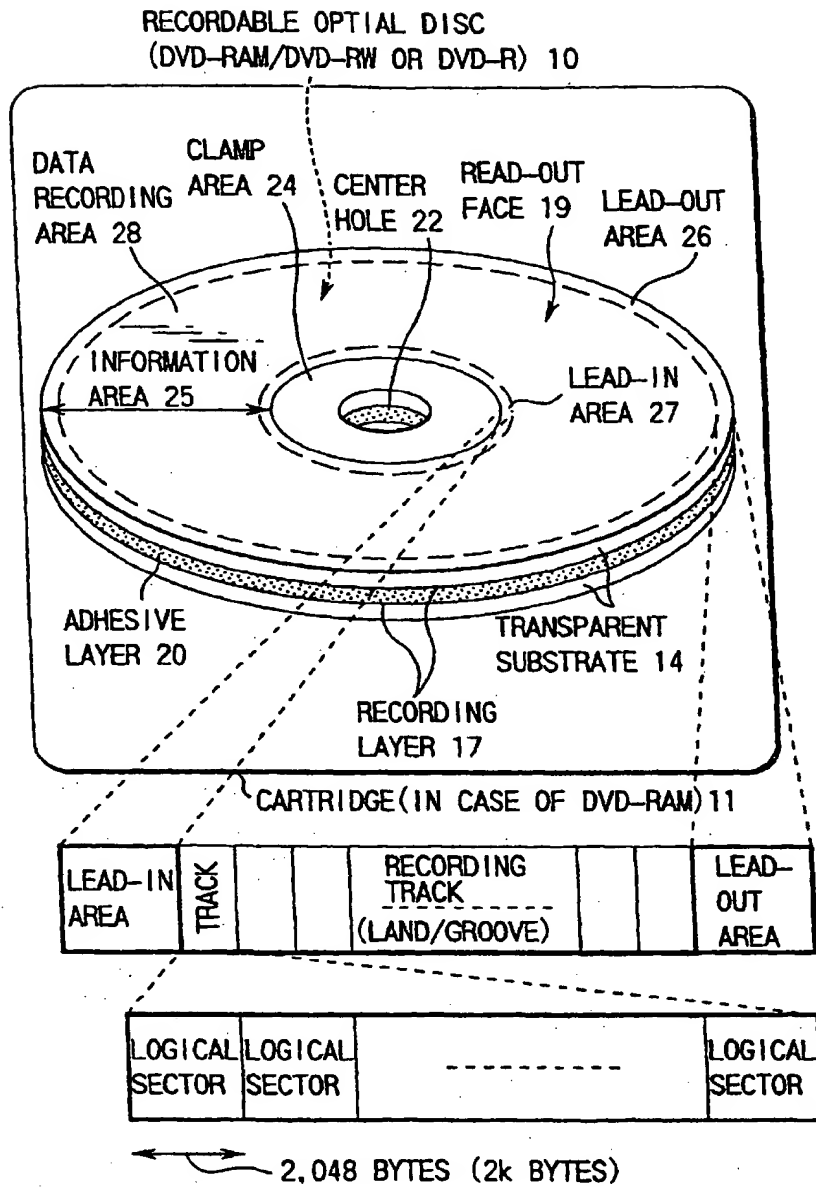 RECORDABLE OPTIAL DISC
(DVD-RAM/DVD-RW OR DVD-R) 10
DATA
RECORDING
AREA 28
CLAMP
AREA 24
CENTER
HOLE 22
READ-OUT
FACE 19
LEAD-OUT
AREA 26
INFORMATION
AREA 25
LEAD-IN
AREA 27
ADHESIVE
LAYER 20
TRANSPARENT
SUBSTRATE 14
RECORDING
LAYER 17
CARTRIDGE(IN CASE OF DVD-RAM)11
LEAD-IN
AREA
TRACK
RECORDING
TRACK
(LAND/GROOVE)
LEAD-
OUT
AREA
LOGICAL
SECTOR
LOGICAL
SECTOR
LOGICAL
SECTOR
2,048 BYTES (2k BYTES)